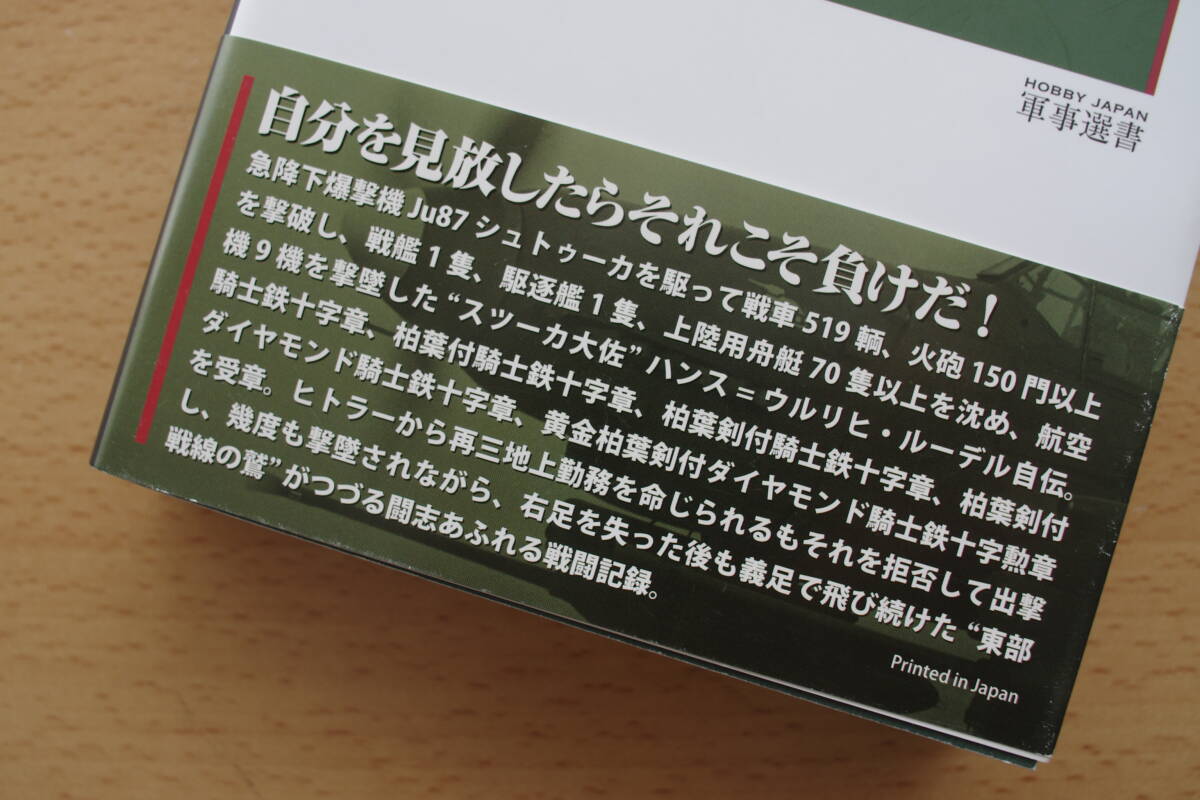 HOBBY JAPAN
軍事選書
自分を見放したらそれこそ負けだ！
急降下爆撃機Ju87シュトゥーカを駆って戦車519輌、火砲150門以上
を撃破し、戦艦1隻、駆逐艦1隻、上陸用舟艇70隻以上を沈め、航空
機9機を撃墜した“スツーカ大佐”ハンス＝ウルリヒ・ルーデル自伝。
騎士鉄十字章、柏葉付騎士鉄十字章、柏葉剣付騎士鉄十字章、柏葉剣付
ダイヤモンド騎士鉄十字章、黄金柏葉剣付ダイヤモンド騎士鉄十字勲章
を受章。ヒトラーから再三地上勤務を命じられるもそれを拒否して出撃
し、幾度も撃墜されながら、右足を失った後も義足で飛び続けた“東部
戦線の鷲”がつづる闘志あふれる戦闘記録。
Printed in Japan